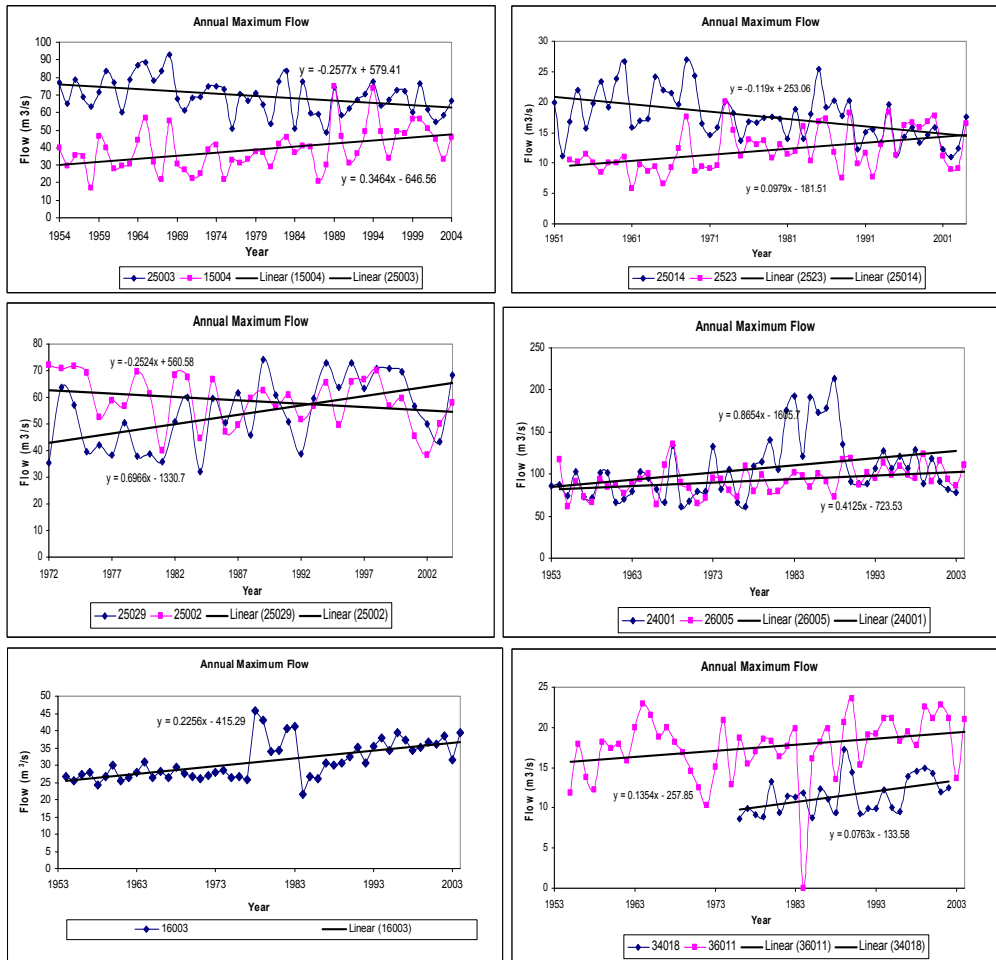 Annual Maximum Flow
100
90
80
70
60
50
40
30
20
10
0
Flow (m3/s)
y = -0.2577x + 579.41
y = 0.3464x - 646.56
1954 1959 1964 1969 1974 1979 1984 1989 1994 1999 2004
Year
25003 15004 Linear (15004) Linear (25003)
Annual Maximum Flow
30
25
20
15
10
5
0
Flow (m3/s)
y = -0.119x + 253.06
y = 0.0979x - 181.51
1951 1961 1971 1981 1991 2001
Year
25014 2523 Linear (2523) Linear (25014)
Annual Maximum Flow
80
70
60
50
40
30
20
10
0
Flow (m3/s)
y = -0.2524x + 560.58
y = 0.6966x - 1330.7
1972 1977 1982 1987 1992 1997 2002
Year
25029 25002 Linear (25029) Linear (25002)
Annual Maximum Flow
250
200
150
100
50
0
Flow (m3/s)
y = 0.8654x - 1605.7
y = 0.4125x - 723.53
1953 1963 1973 1983 1993 2003
Year
24001 26005 Linear (26005) Linear (24001)
Annual Maximum Flow
50
45
40
35
30
25
20
15
10
5
0
Flow (m³/s)
y = 0.2256x - 415.29
1953 1963 1973 1983 1993 2003
Year
16003 Linear (16003)
Annual Maximum Flow
25
20
15
10
5
0
Flow (m3/s)
y = 0.1354x - 257.85
y = 0.0763x - 133.58
1953 1963 1973 1983 1993 2003
Year
34018 36011 Linear (36011) Linear (34018)